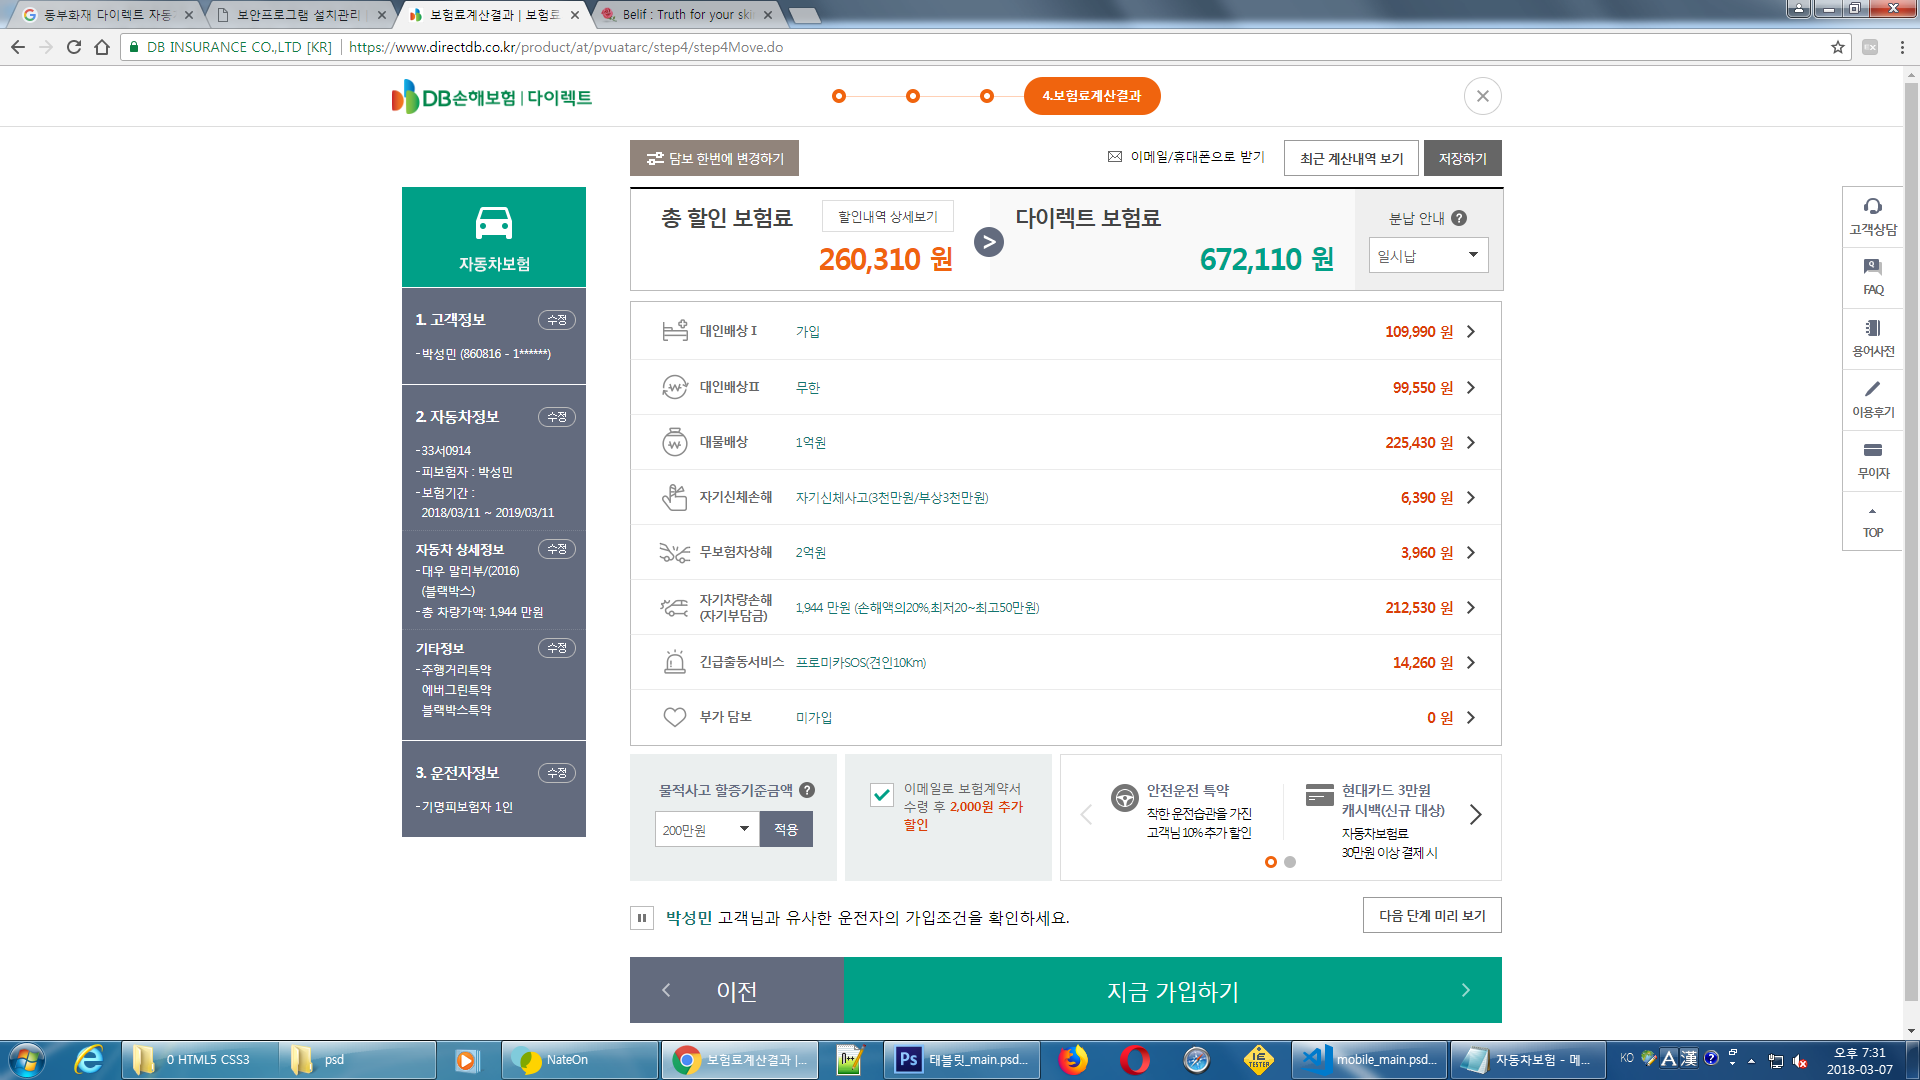 동부화재 다이렉트 자동
보안프로그램 설치관리 |
보험료계산결과 | 보험료
Belif : Truth for your ski
DB INSURANCE CO.,LTD [KR]
https://www.directdb.co.kr/product/at/pvuatarc/step4/step4Move.do
DB손해보험 | 다이렉트
4.보험료계산결과
담보 한번에 변경하기
이메일/휴대폰으로 받기
최근 계산내역 보기
저장하기
자동차보험
1. 고객정보
수정
-박성민 (860816 - 1******)
2. 자동차정보
수정
-33서0914
-피보험자 : 박성민
-보험기간 :
2018/03/11 ~ 2019/03/11
자동차 상세정보
수정
-대우 말리부/(2016)
(블랙박스)
-총 차량가액: 1,944 만원
기타정보
수정
-주행거리특약
에버그린특약
블랙박스특약
3. 운전자정보
수정
-기명피보험자 1인
총 할인 보험료
할인내역 상세보기
260,310 원
>
다이렉트 보험료
672,110 원
분납 안내 ?
일시납
대인배상 I 가입 109,990 원
대인배상II 무한 99,550 원
대물배상 1억원 225,430 원
자기신체손해 자기신체사고(3천만원/부상3천만원) 6,390 원
무보험차상해 2억원 3,960 원
자기차량손해
(자기부담금) 1,944 만원 (손해액의20%,최저20~최고50만원) 212,530 원
긴급출동서비스 프로미카SOS(견인10Km) 14,260 원
부가 담보 미가입 0 원
물적사고 할증기준금액 ?
200만원
적용
이메일로 보험계약서
수령 후 2,000원 추가
할인
안전운전 특약
착한 운전습관을 가진
고객님 10% 추가 할인
현대카드 3만원
캐시백(신규 대상)
자동차보험료
30만원 이상 결제 시
박성민 고객님과 유사한 운전자의 가입조건을 확인하세요.
다음 단계 미리 보기
이전
지금 가입하기
고객상담
FAQ
용어사전
이용후기
무이자
TOP
0 HTML5 CSS3
psd
NateOn
보험료계산결과 |...
태블릿_main.psd...
mobile_main.psd...
자동차보험 - 메...
KO
A
漢
오후 7:31
2018-03-07